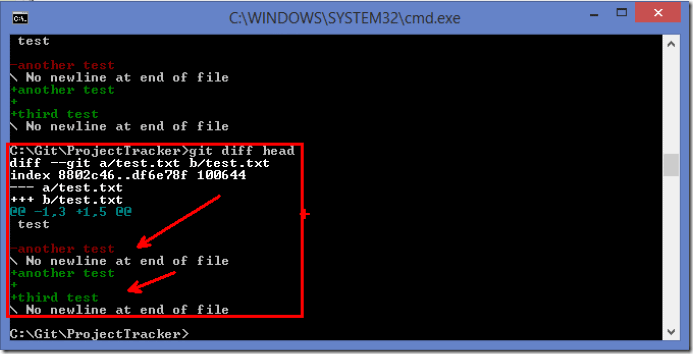 C:\WINDOWS\SYSTEM32\cmd.exe
test
-another test
\ No newline at end of file
+another test
+
+third test
\ No newline at end of file
C:\Git\ProjectTracker>git diff head
diff --git a/test.txt b/test.txt
index 8802c46..df6e78f 100644
--- a/test.txt
+++ b/test.txt
@@ -1,3 +1,5 @@
test
-another test
\ No newline at end of file
+another test
+
+third test
\ No newline at end of file
C:\Git\ProjectTracker>